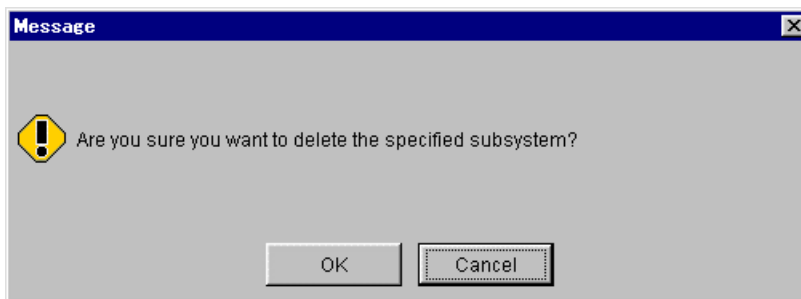 Message
Are you sure you want to delete the specified subsystem?
OK
Cancel